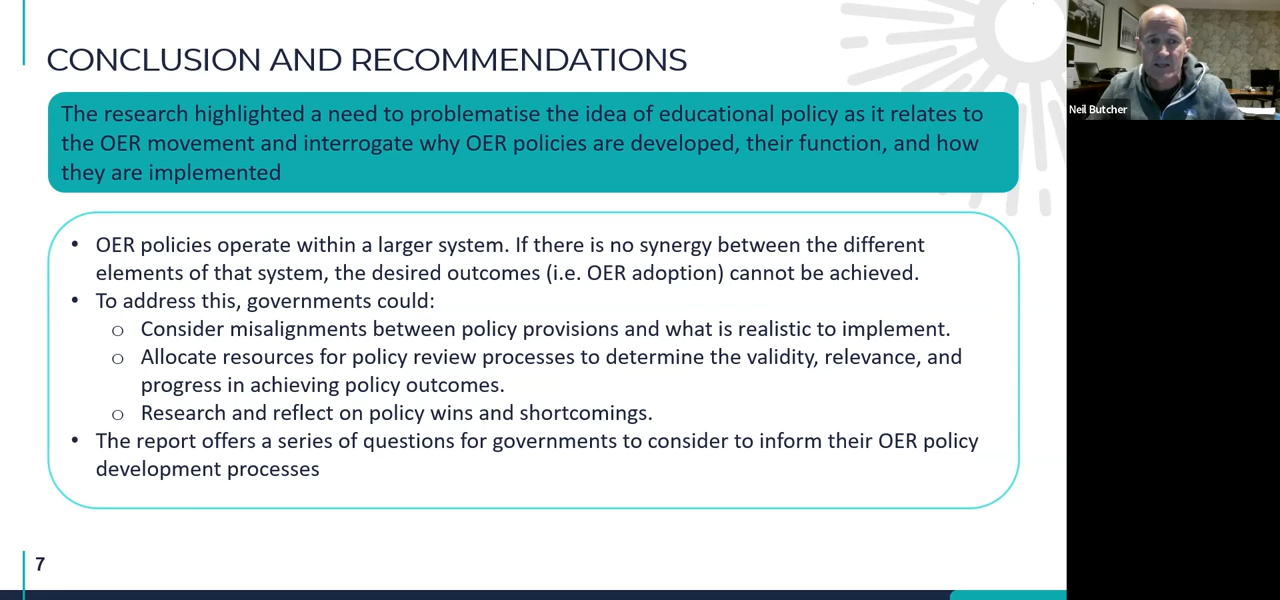 CONCLUSION AND RECOMMENDATIONS
The research highlighted a need to problematise the idea of educational policy as it relates to
the OER movement and interrogate why OER policies are developed, their function, and how
they are implemented
• OER policies operate within a larger system. If there is no synergy between the different
elements of that system, the desired outcomes (i.e. OER adoption) cannot be achieved.
• To address this, governments could:
o Consider misalignments between policy provisions and what is realistic to implement.
o Allocate resources for policy review processes to determine the validity, relevance, and
progress in achieving policy outcomes.
o Research and reflect on policy wins and shortcomings.
• The report offers a series of questions for governments to consider to inform their OER policy
development processes
7
Neil Butcher